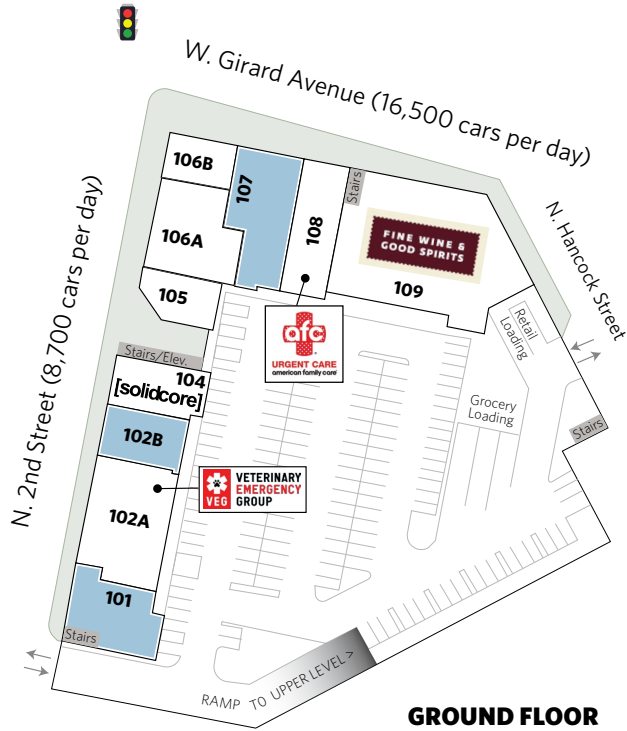 W. Girard Avenue (16,500 cars per day)
N. 2nd Street (8,700 cars per day)
N. Hancock Street
106B
107
108
Stairs
106A
FINE WINE &
GOOD SPIRITS
109
105
Retail
Loading
afc
URGENT CARE
american family care
Stairs/Elev.
104
[solidcore]
Grocery
Loading
Stairs
102B
VEG
VETERINARY
EMERGENCY
GROUP
102A
101
Stairs
RAMP TO UPPER LEVEL >
GROUND FLOOR